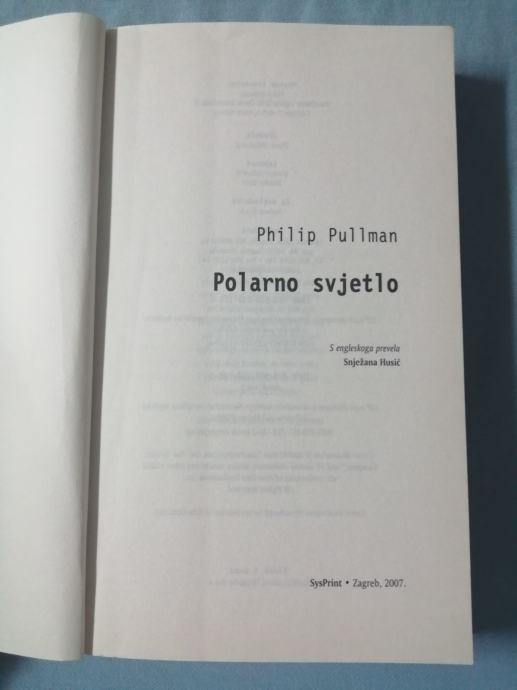 Philip Pullman
Polarno svjetlo
S engleskoga prevela
Snježana Husić
SysPrint • Zagreb, 2007.